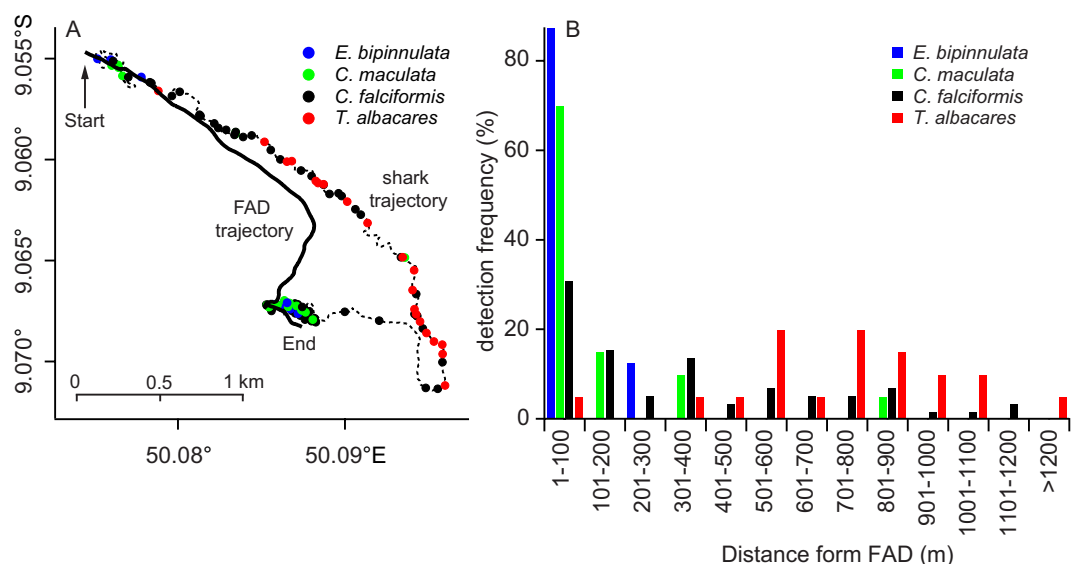 A
E. bipinnulata
C. maculata
C. falciformis
T. albacares
Start
FAD
trajectory
shark
trajectory
End
0 0.5 1 km
9.055°S
9.060°
9.065°
9.070°
50.08° 50.09°E
B
E. bipinnulata
C. maculata
C. falciformis
T. albacares
detection frequency (%)
80
60
40
20
0
1-100
101-200
201-300
301-400
401-500
501-600
601-700
701-800
801-900
901-1000
1001-1100
1101-1200
>1200
Distance form FAD (m)